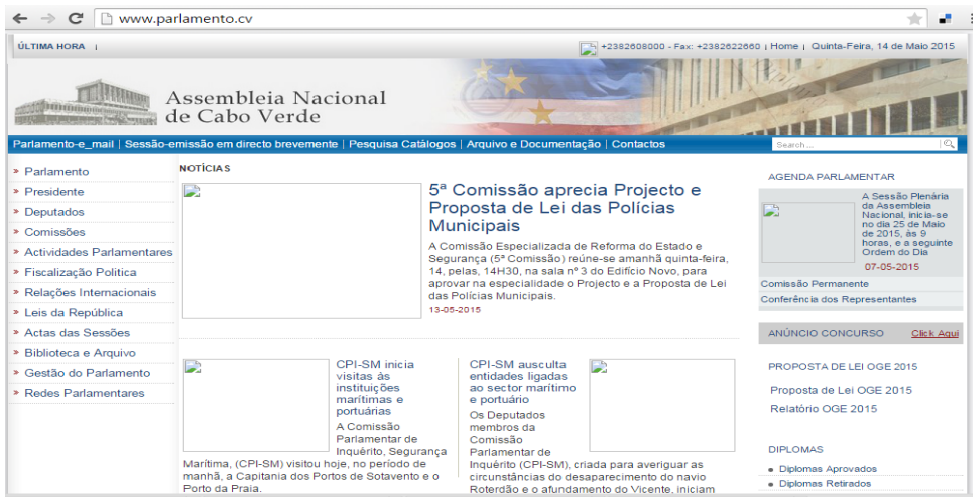 www.parlamento.cv
ÚLTIMA HORA |
+2382608000 - Fax: +2382622660 | Home | Quinta-Feira, 14 de Maio 2015
Assembleia Nacional
de Cabo Verde
Parlamento-e_mail | Sessão-emissão em directo brevemente | Pesquisa Catálogos | Arquivo e Documentação | Contactos
Search...
» Parlamento
» Presidente
» Deputados
» Comissões
» Actividades Parlamentares
» Fiscalização Politica
» Relações Internacionais
» Leis da República
» Actas das Sessões
» Biblioteca e Arquivo
» Gestão do Parlamento
» Redes Parlamentares
NOTÍCIAS
5ª Comissão aprecia Projecto e
Proposta de Lei das Polícias
Municipais
A Comissão Especializada de Reforma do Estado e
Segurança (5ª Comissão) reúne-se amanhã quinta-feira,
14, pelas, 14H30, na sala nº 3 do Edifício Novo, para
aprovar na especialidade o Projecto e a Proposta de Lei
das Polícias Municipais.
13-05-2015
CPI-SM inicia
visitas às
instituições
marítimas e
portuárias
A Comissão
Parlamentar de
Inquérito, Segurança
Marítima, (CPI-SM) visitou hoje, no período de
manhã, a Capitania dos Portos de Sotavento e o
Porto da Praia.
CPI-SM ausculta
entidades ligadas
ao sector marítimo
e portuário
Os Deputados
membros da
Comissão
Parlamentar de
Inquérito (CPI-SM), criada para averiguar as
circunstâncias do desaparecimento do navio
Roterdão e o afundamento do Vicente, iniciam
AGENDA PARLAMENTAR
A Sessão Plenária
da Assembleia
Nacional, inicia-se
no dia 25 de Maio
de 2015, às 9
horas, e a seguinte
Ordem do Dia
07-05-2015
Comissão Permanente
Conferência dos Representantes
ANÚNCIO CONCURSO Click Aqui
PROPOSTA DE LEI OGE 2015
Proposta de Lei OGE 2015
Relatório OGE 2015
DIPLOMAS
• Diplomas Aprovados
• Diplomas Retirados